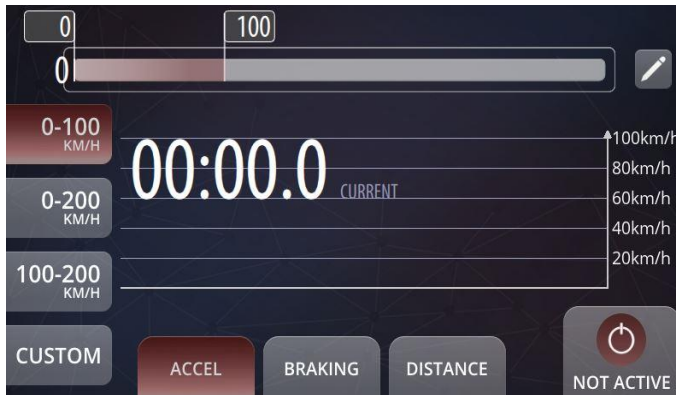 0 100
0
0-100
KM/H
100km/h
00:00.0 CURRENT
80km/h
0-200
KM/H
60km/h
40km/h
20km/h
100-200
KM/H
CUSTOM
ACCEL
BRAKING
DISTANCE
NOT ACTIVE